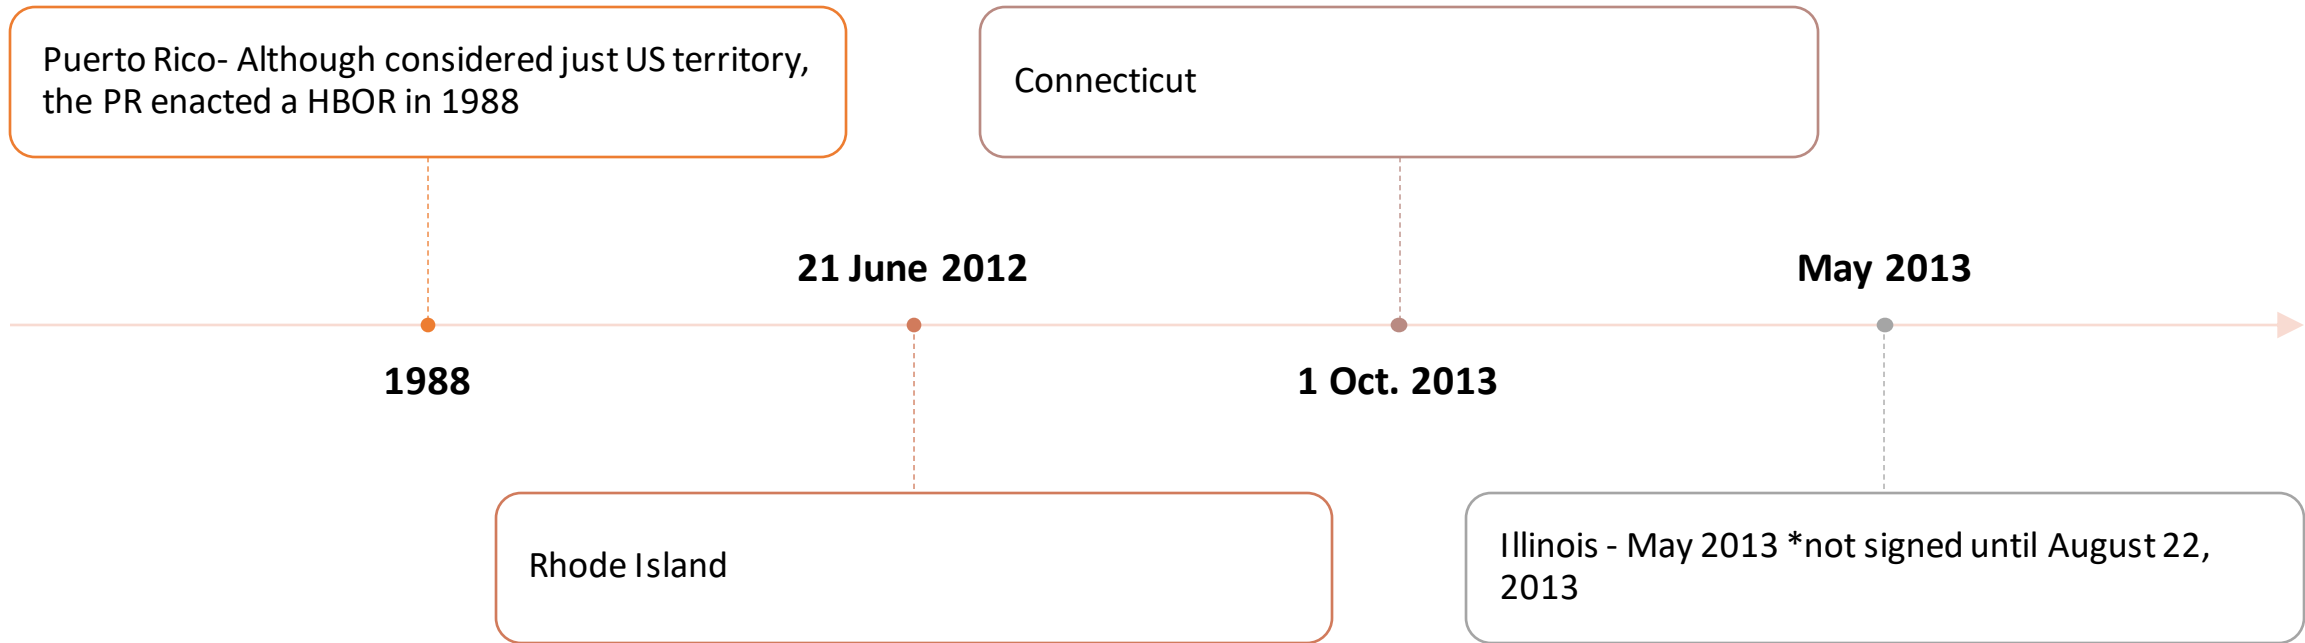 Puerto Rico- Although considered just US territory,
the PR enacted a HBOR in 1988
Connecticut
21 June 2012
May 2013
1988
1 Oct. 2013
Rhode Island
Illinois - May 2013 *not signed until August 22,
2013